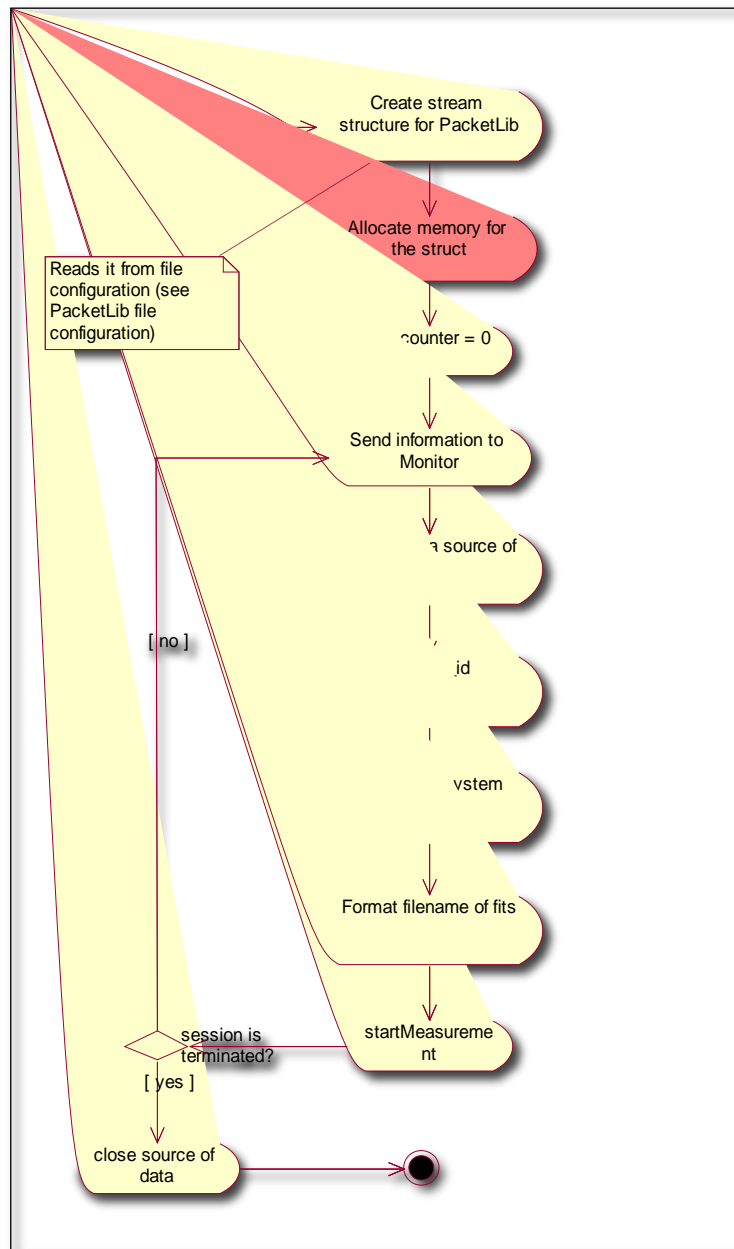 Create stream
structure for PacketLib
Allocate memory for
the struct
Reads it from file
configuration (see
PacketLib file
configuration)
counter = 0
Send information to
Monitor
a source of
[ no ]
_id
Format filename of fits
startMeasureme
nt
session is
terminated?
[ yes ]
close source of
data